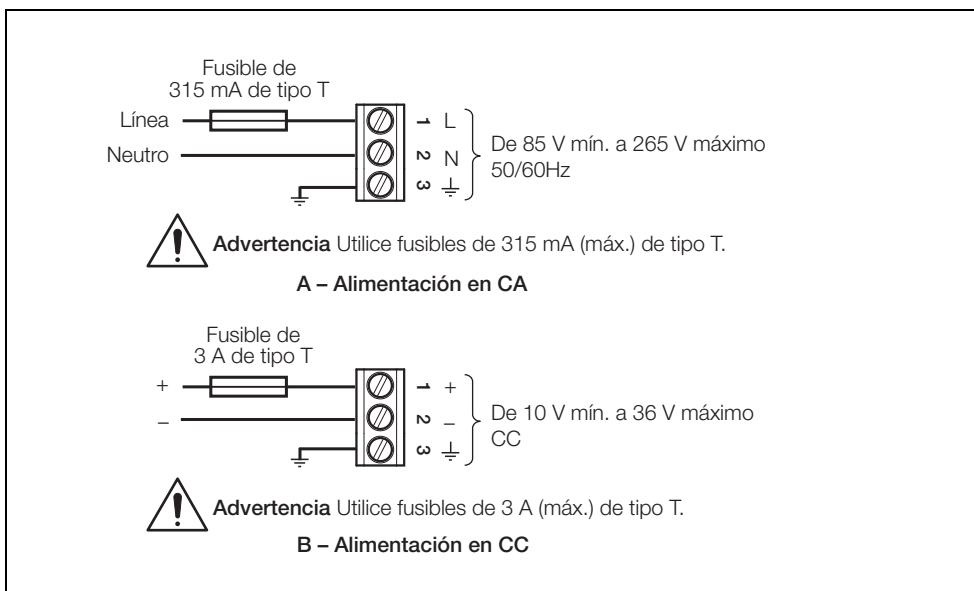 Fusible de
315 mA de tipo T
Línea
1 L
Neutro
2 N
3
De 85 V mín. a 265 V máximo
50/60Hz
Advertencia Utilice fusibles de 315 mA (máx.) de tipo T.
A – Alimentación en CA
Fusible de
3 A de tipo T
+
1 +
–
2 –
3
De 10 V mín. a 36 V máximo
CC
Advertencia Utilice fusibles de 3 A (máx.) de tipo T.
B – Alimentación en CC